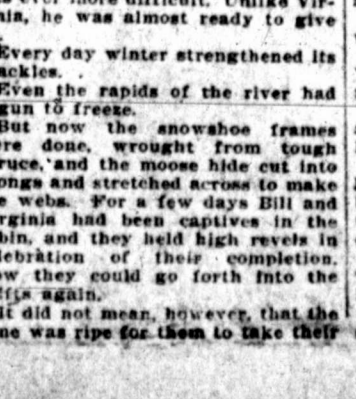 nia, he was almost ready to give
Every day winter strengthened its
ackles.
Even the rapids of the river had
gun to freeze.
But now the snowshoe frames
ere done, wrought from tough
ruce, and the moose hide cut into
ongs and stretched across to make
e webs. For a few days Bill and
rginia had been captives in the
bin, and they held high revels in
lebration of their completion.
ow they could go forth into the
ifts again.
It did not mean, however, that the
me was ripe for them to take their